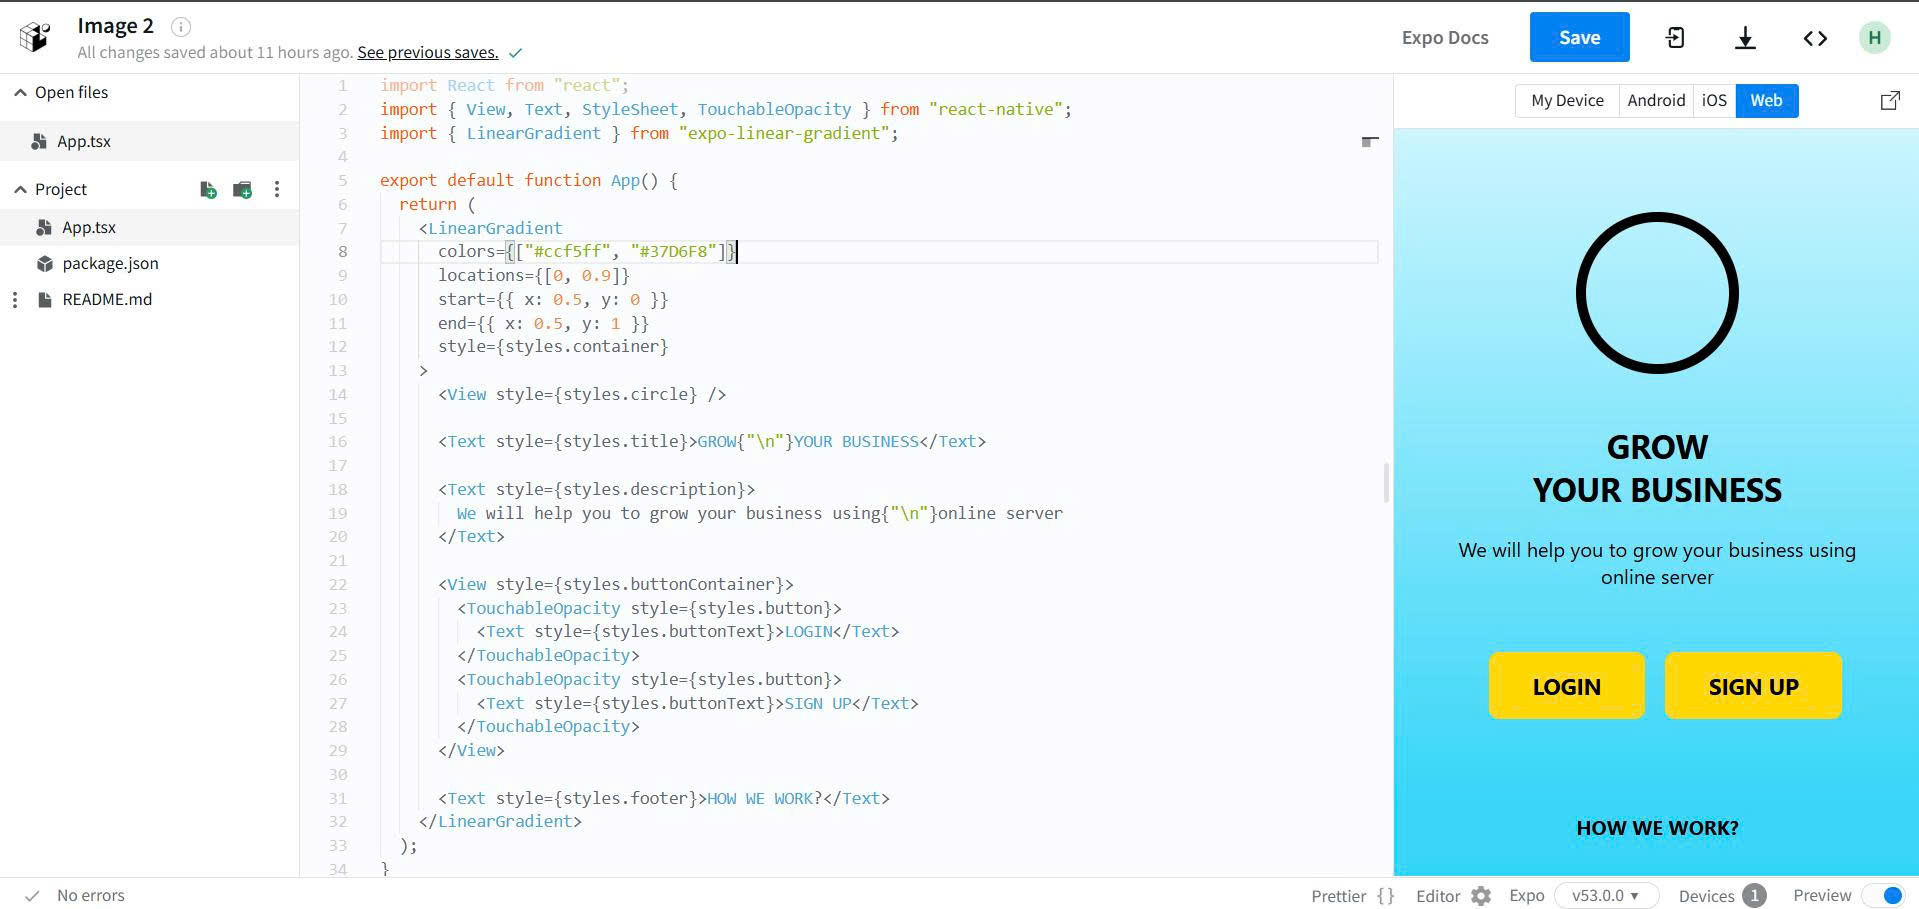 Image 2
All changes saved about 11 hours ago. See previous saves.
Expo Docs
Save
H
Open files
App.tsx
Project
App.tsx
package.json
README.md
1 import React from "react";
2 import { View, Text, StyleSheet, TouchableOpacity } from "react-native";
3 import { LinearGradient } from "expo-linear-gradient";
4
5 export default function App() {
6 return (
7 <LinearGradient
8 colors={["#ccf5ff", "#37D6F8"]}
9 locations={[0, 0.9]}
10 start={{ x: 0.5, y: 0 }}
11 end={{ x: 0.5, y: 1 }}
12 style={styles.container}
13 >
14 <View style={styles.circle} />
15
16 <Text style={styles.title}>GROW{"\n"}YOUR BUSINESS</Text>
17
18 <Text style={styles.description}>
19 We will help you to grow your business using{"\n"}online server
20 </Text>
21
22 <View style={styles.buttonContainer}>
23 <TouchableOpacity style={styles.button}>
24 <Text style={styles.buttonText}>LOGIN</Text>
25 </TouchableOpacity>
26 <TouchableOpacity style={styles.button}>
27 <Text style={styles.buttonText}>SIGN UP</Text>
28 </TouchableOpacity>
29 </View>
30
31 <Text style={styles.footer}>HOW WE WORK?</Text>
32 </LinearGradient>
33 );
34 }
My Device Android iOS Web
GROW
YOUR BUSINESS
We will help you to grow your business using
online server
LOGIN SIGN UP
HOW WE WORK?
No errors
Prettier {} Editor Expo v53.0.0 Devices 1 Preview